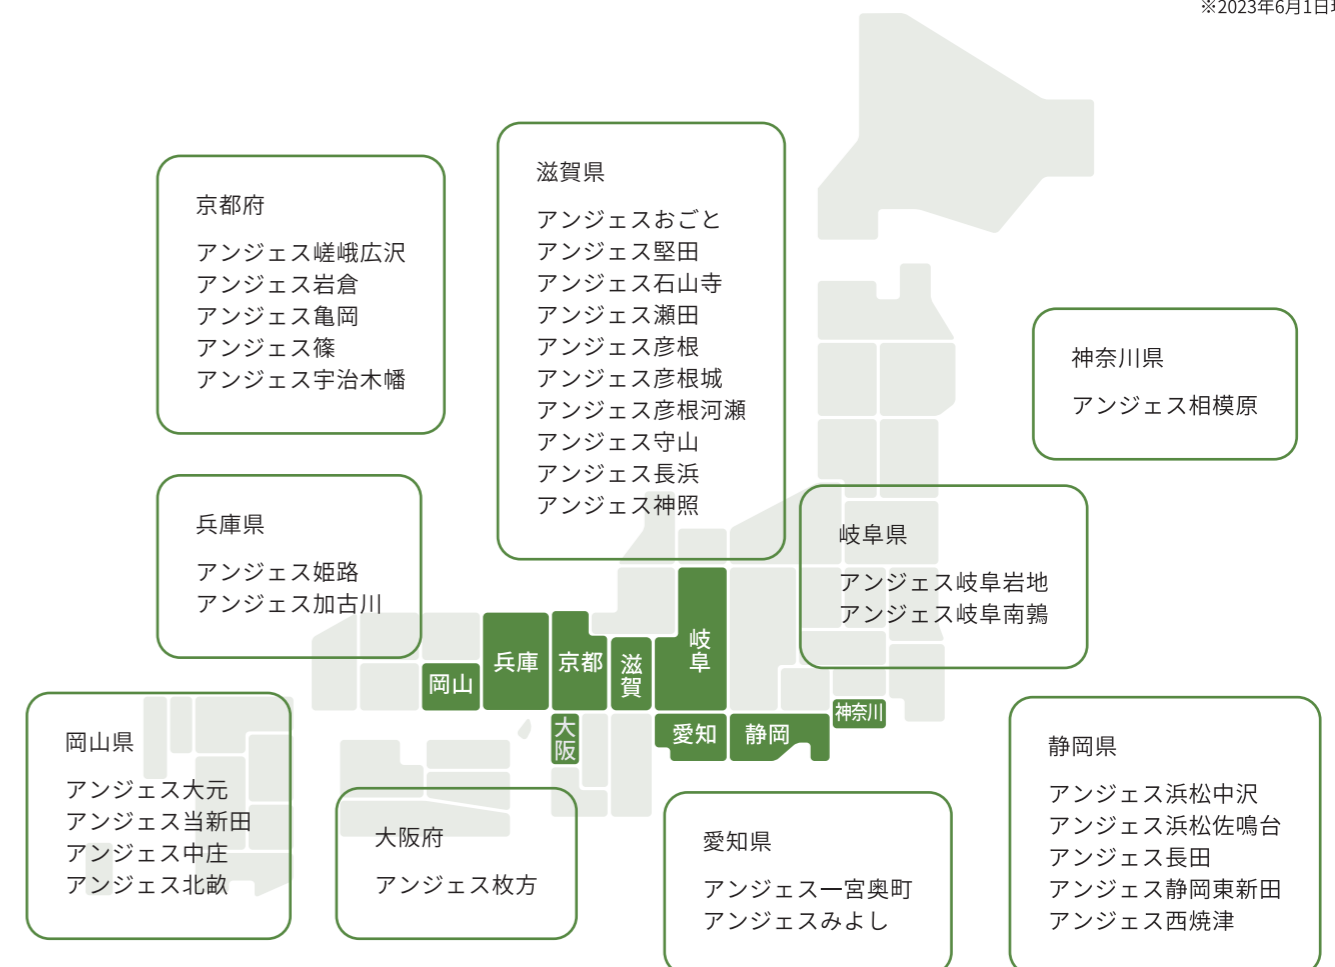 ※2023年6月1日
滋賀県
アンジェスおごと
アンジェス堅田
アンジェス石山寺
アンジェス瀬田
アンジェス彦根
アンジェス彦根城
アンジェス彦根河瀬
アンジェス守山
アンジェス長浜
アンジェス神照
京都府
アンジェス嵯峨広沢
アンジェス岩倉
アンジェス亀岡
アンジェス篠
アンジェス宇治木幡
神奈川県
アンジェス相模原
兵庫県
アンジェス姫路
アンジェス加古川
岐阜県
アンジェス岐阜岩地
アンジェス岐阜南鶉
岐阜
兵庫
京都
滋賀
岡山
神奈川
大阪
愛知
静岡
岡山県
アンジェス大元
アンジェス当新田
アンジェス中庄
アンジェス北畝
大阪府
アンジェス枚方
愛知県
アンジェス一宮奥町
アンジェスみよし
静岡県
アンジェス浜松中沢
アンジェス浜松佐鳴台
アンジェス長田
アンジェス静岡東新田
アンジェス西焼津